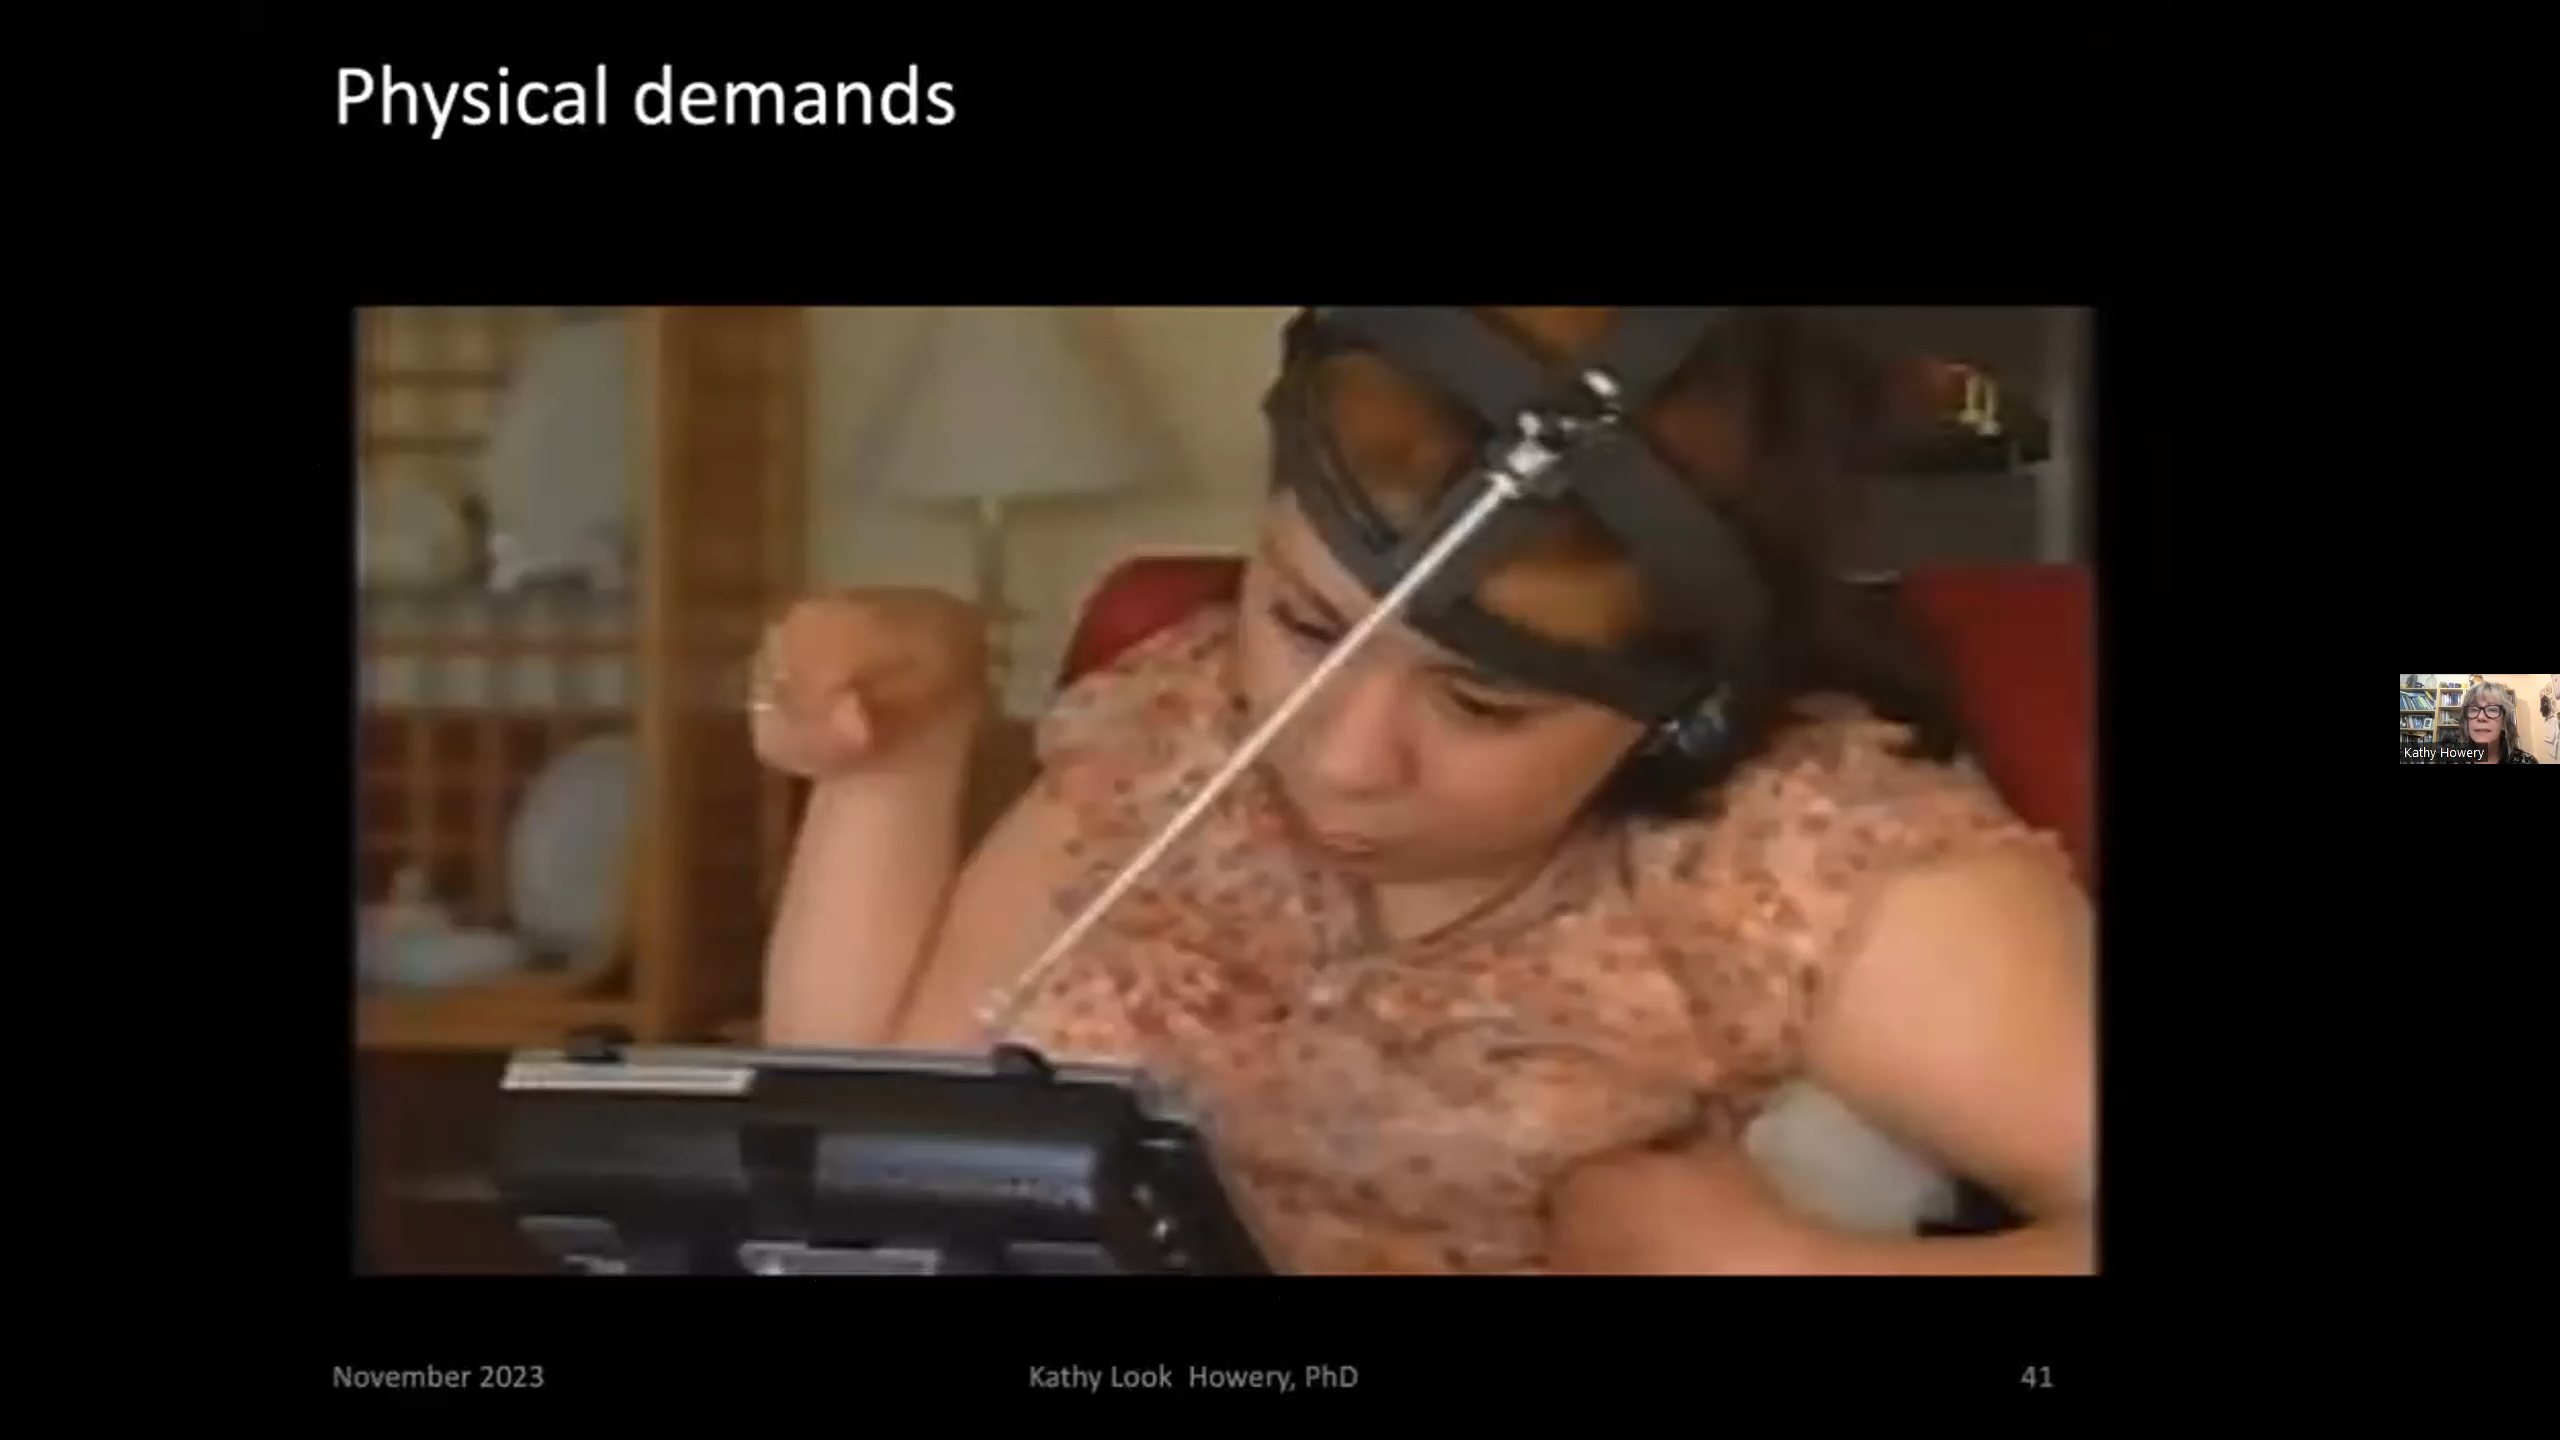 Physical demands
Kathy Howery
November 2023
Kathy Look Howery, PhD
41